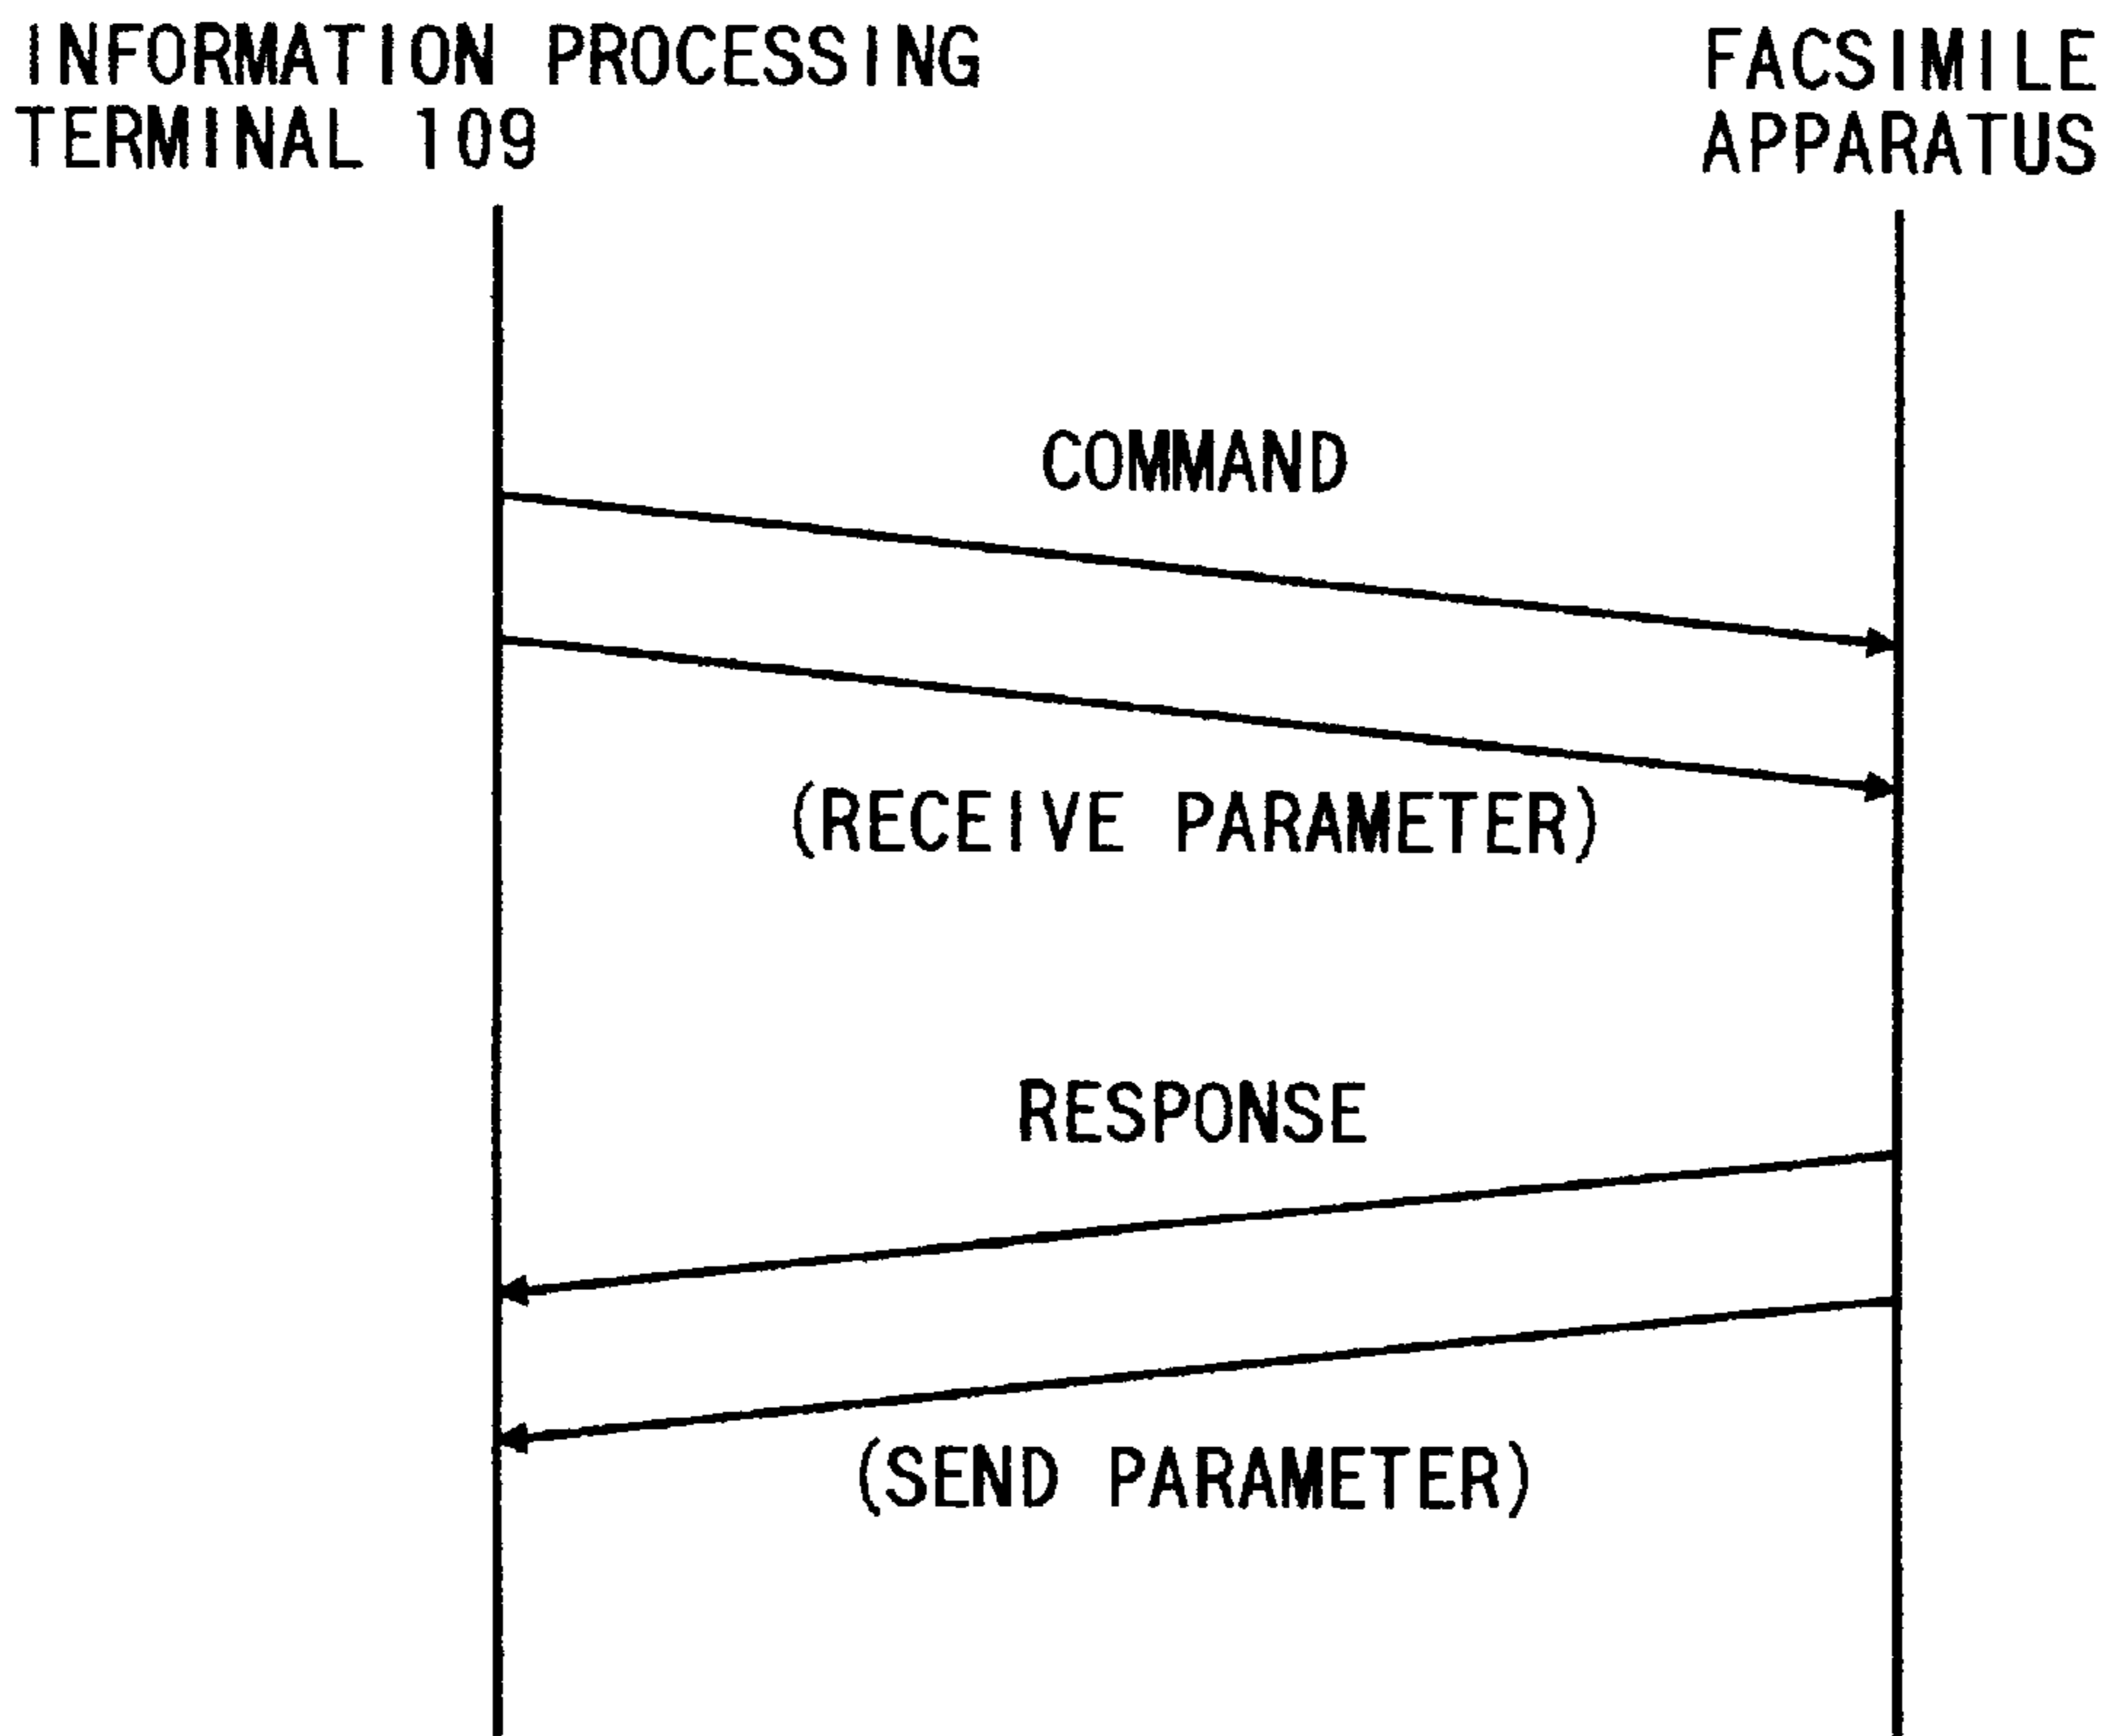 INFORMATION PROCESSING
TERMINAL 109
FACSIMILE
APPARATUS
COMMAND
(RECEIVE PARAMETER)
RESPONSE
(SEND PARAMETER)